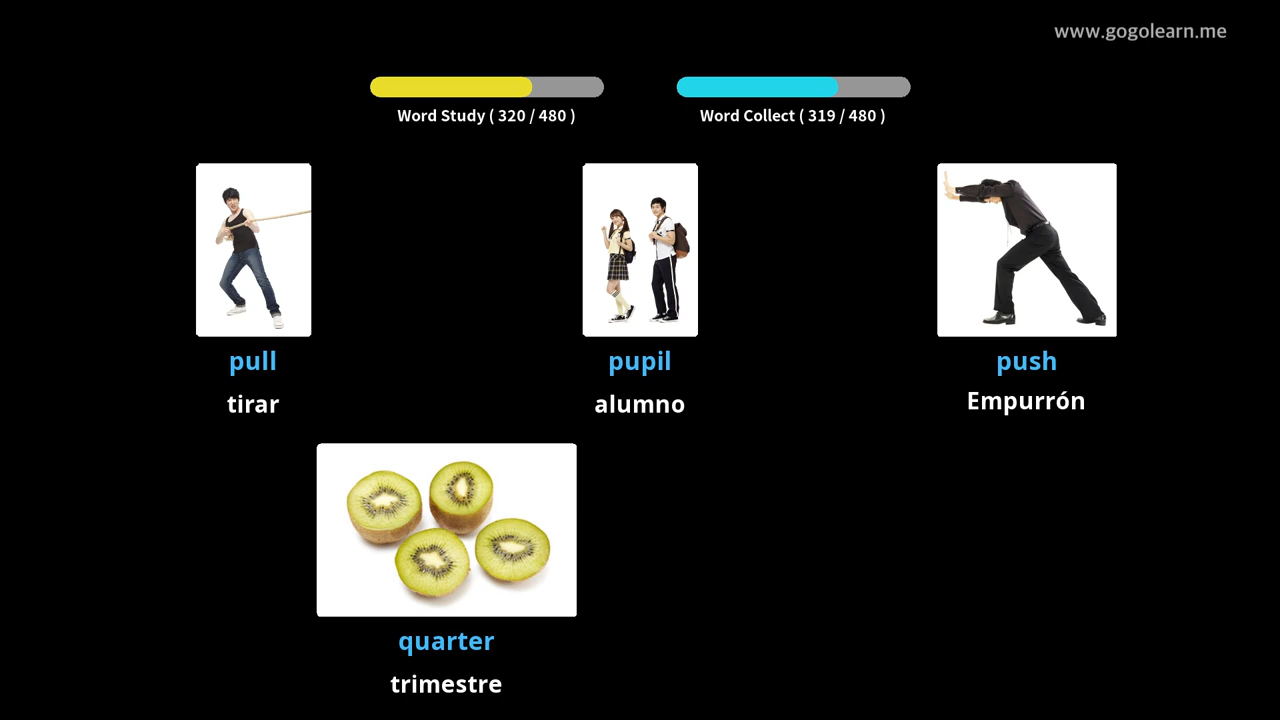 www.gogolearn.me
Word Study ( 320 / 480 )
Word Collect ( 319 / 480 )
pull
tirar
pupil
alumno
push
Empurrón
quarter
trimestre